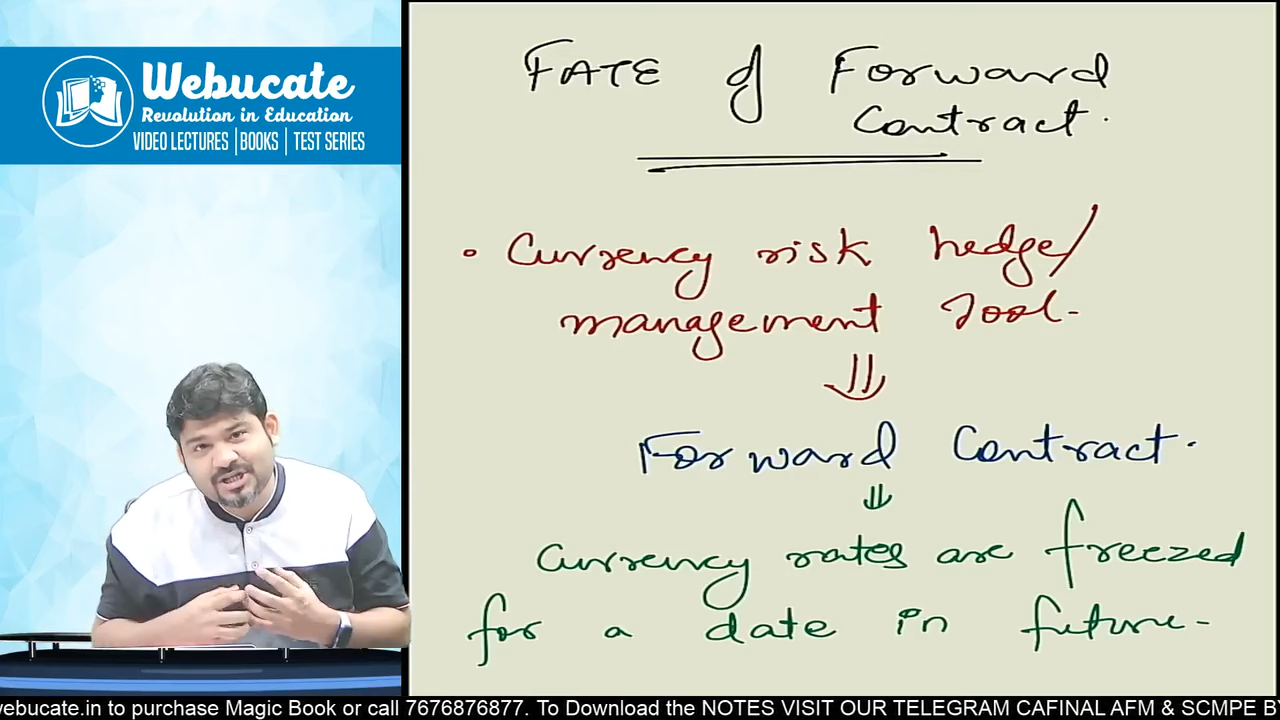 Webucate
Revolution in Education
VIDEO LECTURES | BOOKS | TEST SERIES
FATE of Forward
Contract.
• Currency risk hedge/
management Tool.
Forward Contract.
Currency rates are freezed
for a date in future.
vebucate.in to purchase Magic Book or call 7676876877. To Download the NOTES VISIT OUR TELEGRAM CAFINAL AFM & SCMPE B